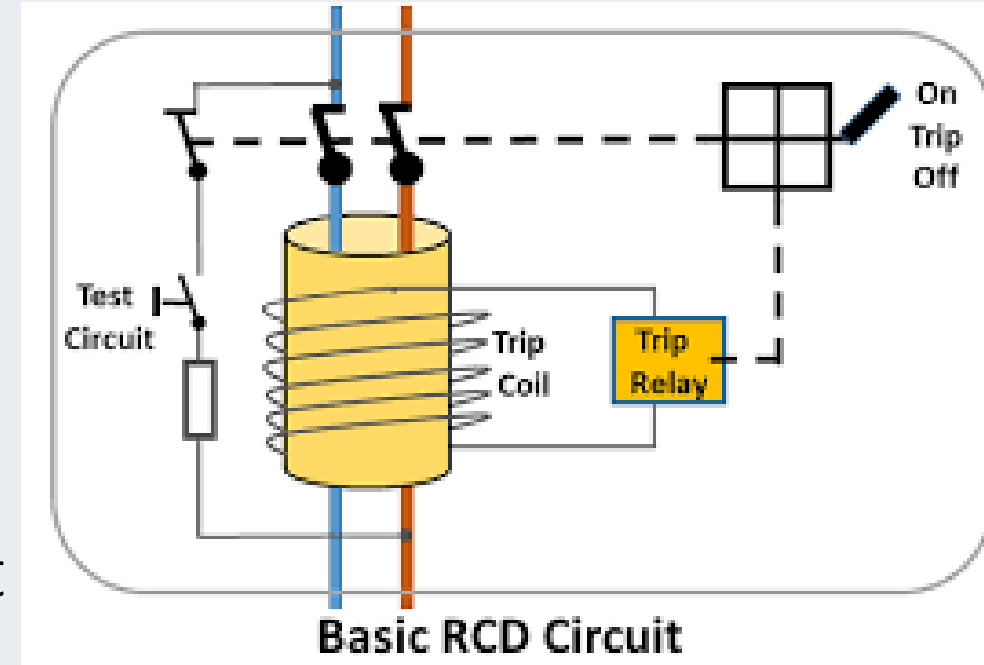 On
Trip
Off
Test
Circuit
Trip
Coil
Trip
Relay
Basic RCD Circuit